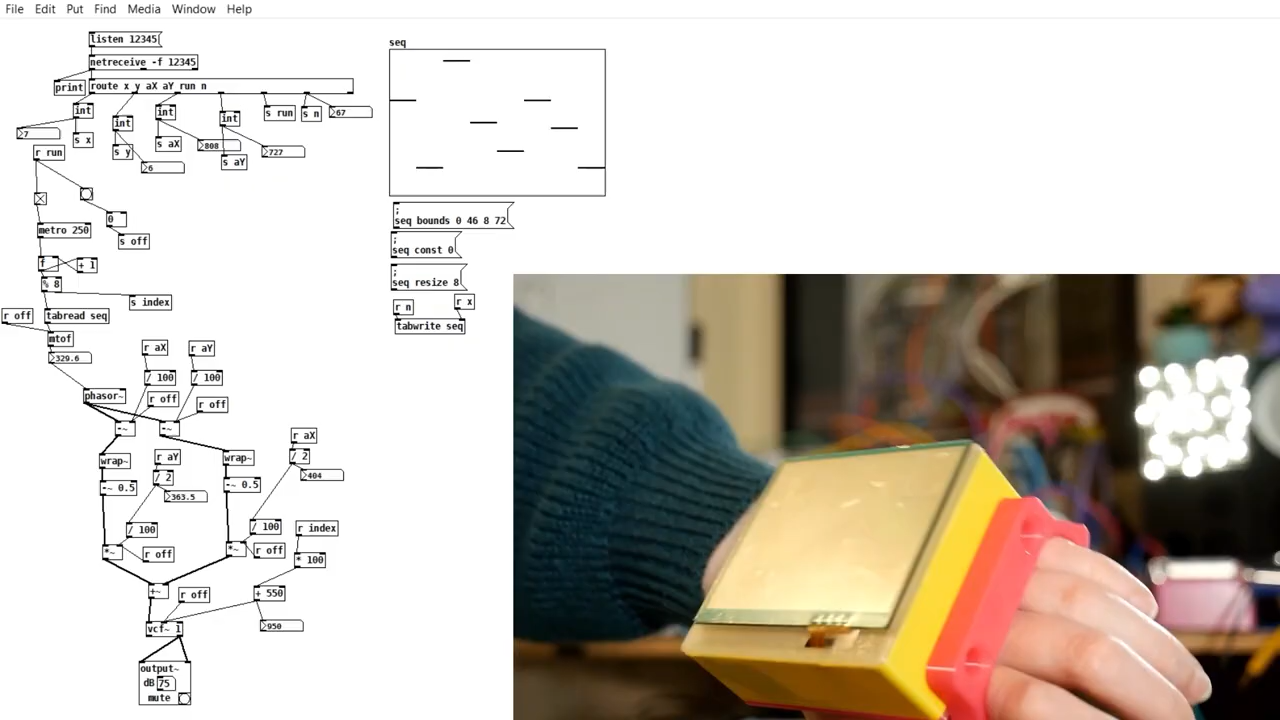 File Edit Put Find Media Window Help
listen 12345
netreceive -f 12345
print
route x y aX aY run n
int
int
int
int
s run
s n
67
7
s x
s y
s aX
808
s aY
727
6
r run
0
s off
metro 250
f
+ 1
% 8
s index
r off
tabread seq
mtof
329.6
r aX
r aY
/ 100
/ 100
phasor~
r off
r off
-~
-~
wrap~
r aY
wrap~
r aX
/ 2
/ 2
404
-~ 0.5
363.5
-~ 0.5
/ 100
/ 100
r index
*~
r off
*~
r off
* 100
+~
r off
+ 550
vcf~ 1
950
output~
dB 75
mute
seq
;
seq bounds 0 46 8 72
;
seq const 0
;
seq resize 8
r n
r x
tabwrite seq